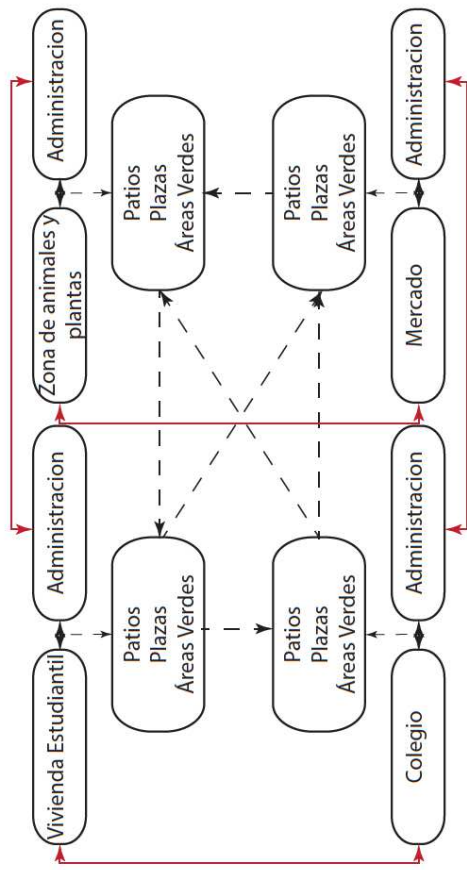 Vivienda Estudiantil
Administracion
Zona de animales y
plantas
Administracion
Patios
Plazas
Áreas Verdes
Patios
Plazas
Áreas Verdes
Patios
Plazas
Áreas Verdes
Patios
Plazas
Áreas Verdes
Colegio
Administracion
Mercado
Administracion